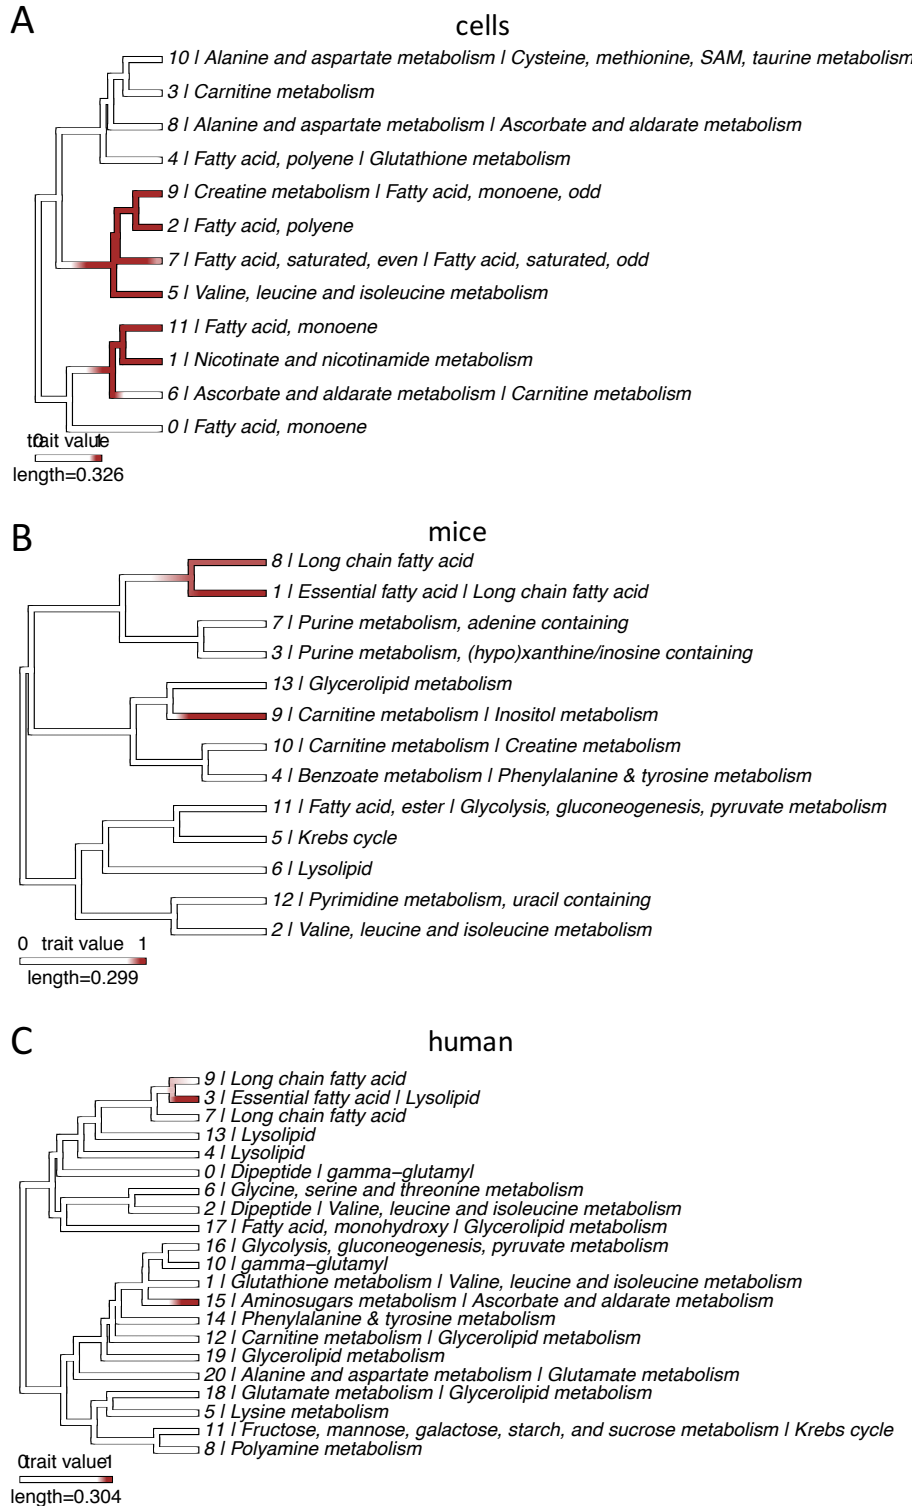 A
cells
10 | Alanine and aspartate metabolism | Cysteine, methionine, SAM, taurine metabolism
3 | Carnitine metabolism
8 | Alanine and aspartate metabolism | Ascorbate and aldarate metabolism
4 | Fatty acid, polyene | Glutathione metabolism
9 | Creatine metabolism | Fatty acid, monoene, odd
2 | Fatty acid, polyene
7 | Fatty acid, saturated, even | Fatty acid, saturated, odd
5 | Valine, leucine and isoleucine metabolism
11 | Fatty acid, monoene
1 | Nicotinate and nicotinamide metabolism
6 | Ascorbate and aldarate metabolism | Carnitine metabolism
0 | Fatty acid, monoene
0 trait value 1
length=0.326
B
mice
8 | Long chain fatty acid
1 | Essential fatty acid | Long chain fatty acid
7 | Purine metabolism, adenine containing
3 | Purine metabolism, (hypo)xanthine/inosine containing
13 | Glycerolipid metabolism
9 | Carnitine metabolism | Inositol metabolism
10 | Carnitine metabolism | Creatine metabolism
4 | Benzoate metabolism | Phenylalanine & tyrosine metabolism
11 | Fatty acid, ester | Glycolysis, gluconeogenesis, pyruvate metabolism
5 | Krebs cycle
6 | Lysolipid
12 | Pyrimidine metabolism, uracil containing
2 | Valine, leucine and isoleucine metabolism
0 trait value 1
length=0.299
C
human
9 | Long chain fatty acid
3 | Essential fatty acid | Lysolipid
7 | Long chain fatty acid
13 | Lysolipid
4 | Lysolipid
0 | Dipeptide | gamma−glutamyl
6 | Glycine, serine and threonine metabolism
2 | Dipeptide | Valine, leucine and isoleucine metabolism
17 | Fatty acid, monohydroxy | Glycerolipid metabolism
16 | Glycolysis, gluconeogenesis, pyruvate metabolism
10 | gamma−glutamyl
1 | Glutathione metabolism | Valine, leucine and isoleucine metabolism
15 | Aminosugars metabolism | Ascorbate and aldarate metabolism
14 | Phenylalanine & tyrosine metabolism
12 | Carnitine metabolism | Glycerolipid metabolism
19 | Glycerolipid metabolism
20 | Alanine and aspartate metabolism | Glutamate metabolism
18 | Glutamate metabolism | Glycerolipid metabolism
5 | Lysine metabolism
11 | Fructose, mannose, galactose, starch, and sucrose metabolism | Krebs cycle
8 | Polyamine metabolism
0 trait value 1
length=0.304